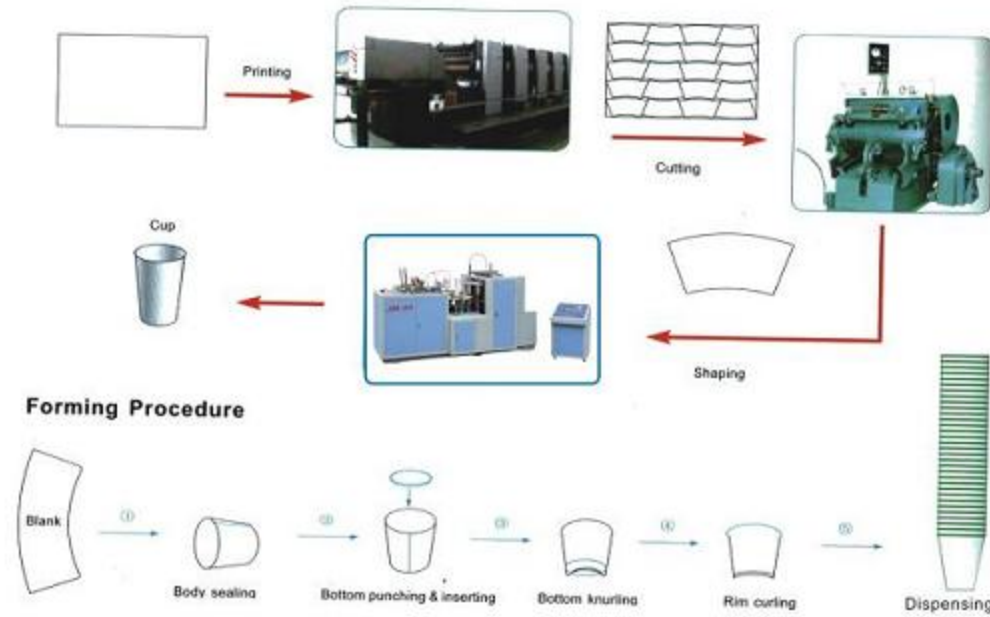 Printing
Cutting
Cup
Shaping
Forming Procedure
Blank
①
②
③
④
⑤
Body sealing
Bottom punching & inserting
Bottom knurling
Rim curling
Dispensing